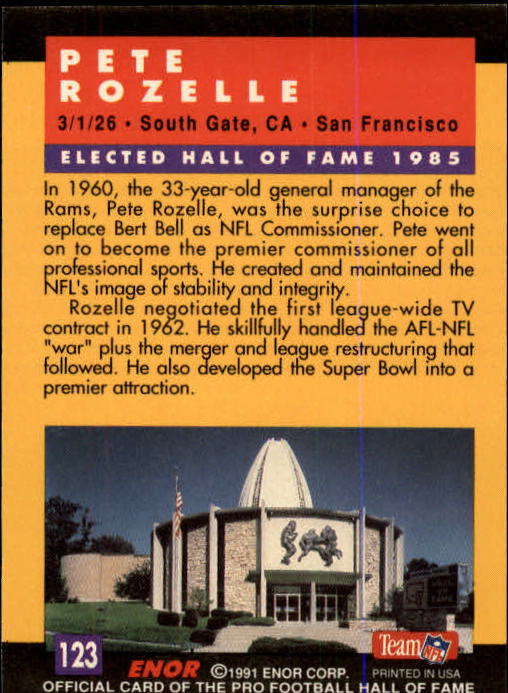 PETE
ROZELLE
3/1/26 • South Gate, CA • San Francisco
ELECTED HALL OF FAME 1985
In 1960, the 33-year-old general manager of the
Rams, Pete Rozelle, was the surprise choice to
replace Bert Bell as NFL Commissioner. Pete went
on to become the premier commissioner of all
professional sports. He created and maintained the
NFL's image of stability and integrity.
Rozelle negotiated the first league-wide TV
contract in 1962. He skillfully handled the AFL-NFL
"war" plus the merger and league restructuring that
followed. He also developed the Super Bowl into a
premier attraction.
123
ENOR ©1991 ENOR CORP.
Team NFL
PRINTED IN USA
OFFICIAL CARD OF THE PRO FOOTBALL HALL OF FAME